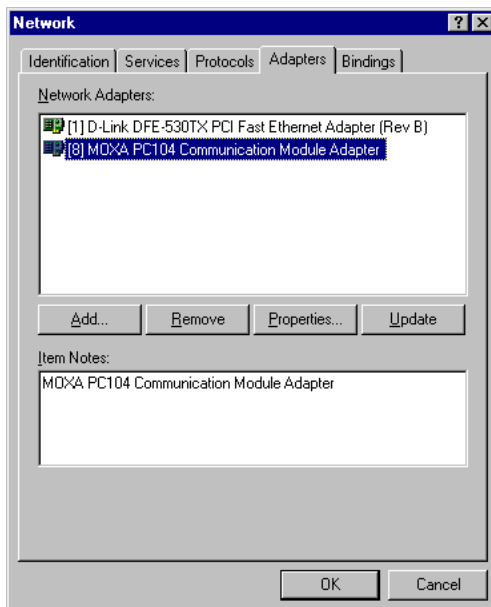 Network
Identification Services Protocols Adapters Bindings
Network Adapters:
[1] D-Link DFE-530TX PCI Fast Ethernet Adapter (Rev B)
[8] MOXA PC104 Communication Module Adapter
Add... Remove Properties... Update
Item Notes:
MOXA PC104 Communication Module Adapter
OK Cancel